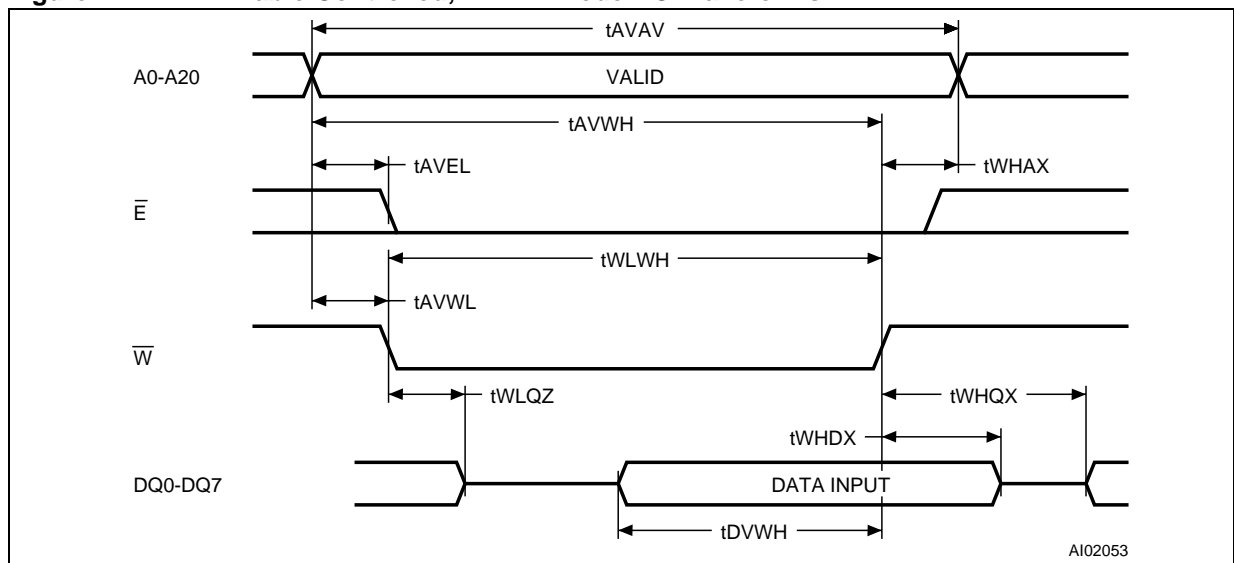 tAVAV
A0-A20
VALID
tAVWH
tAVEL
tWHAX
E̅
tWLWH
tAVWL
W̅
tWLQZ
tWHQX
tWHDX
DQ0-DQ7
DATA INPUT
tDVWH
AI02053